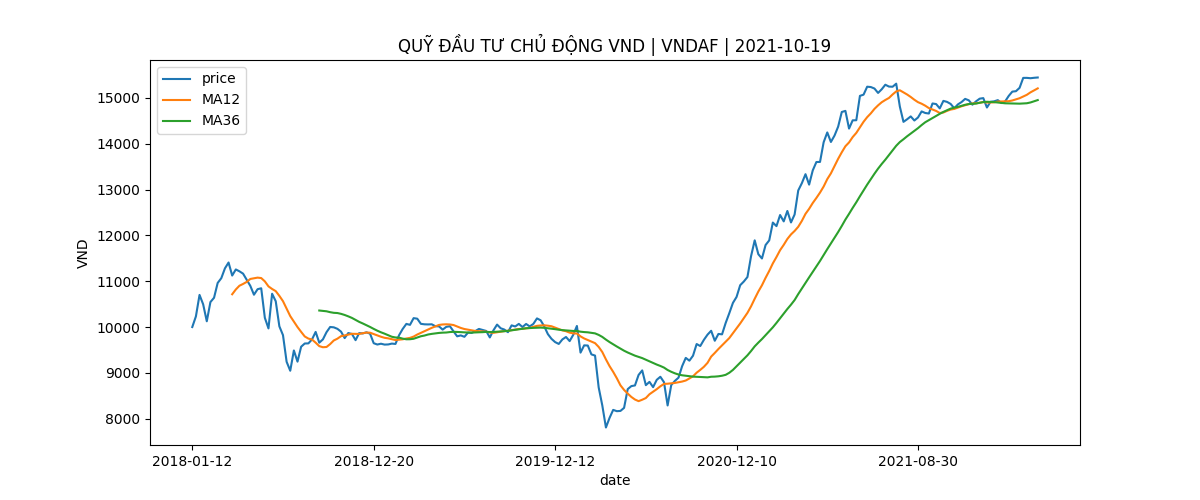 QUỸ ĐẦU TƯ CHỦ ĐỘNG VND | VNDAF | 2021-10-19
price
MA12
MA36
15000
14000
13000
12000
11000
10000
9000
8000
VND
2018-01-12 2018-12-20 2019-12-12 2020-12-10 2021-08-30
date